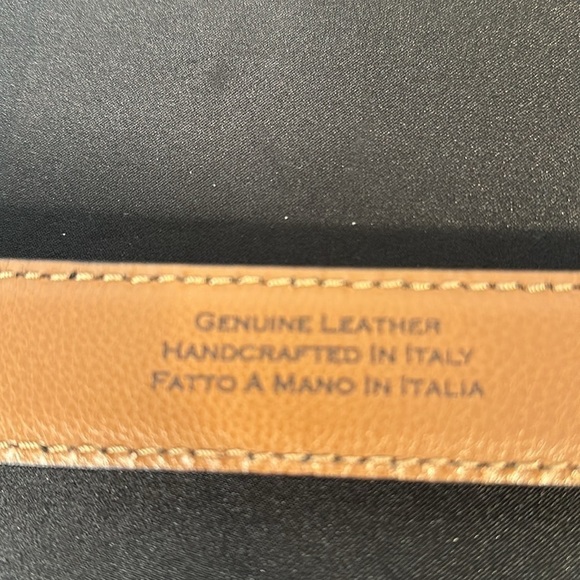 Genuine Leather
Handcrafted In Italy
Fatto A Mano In Italia